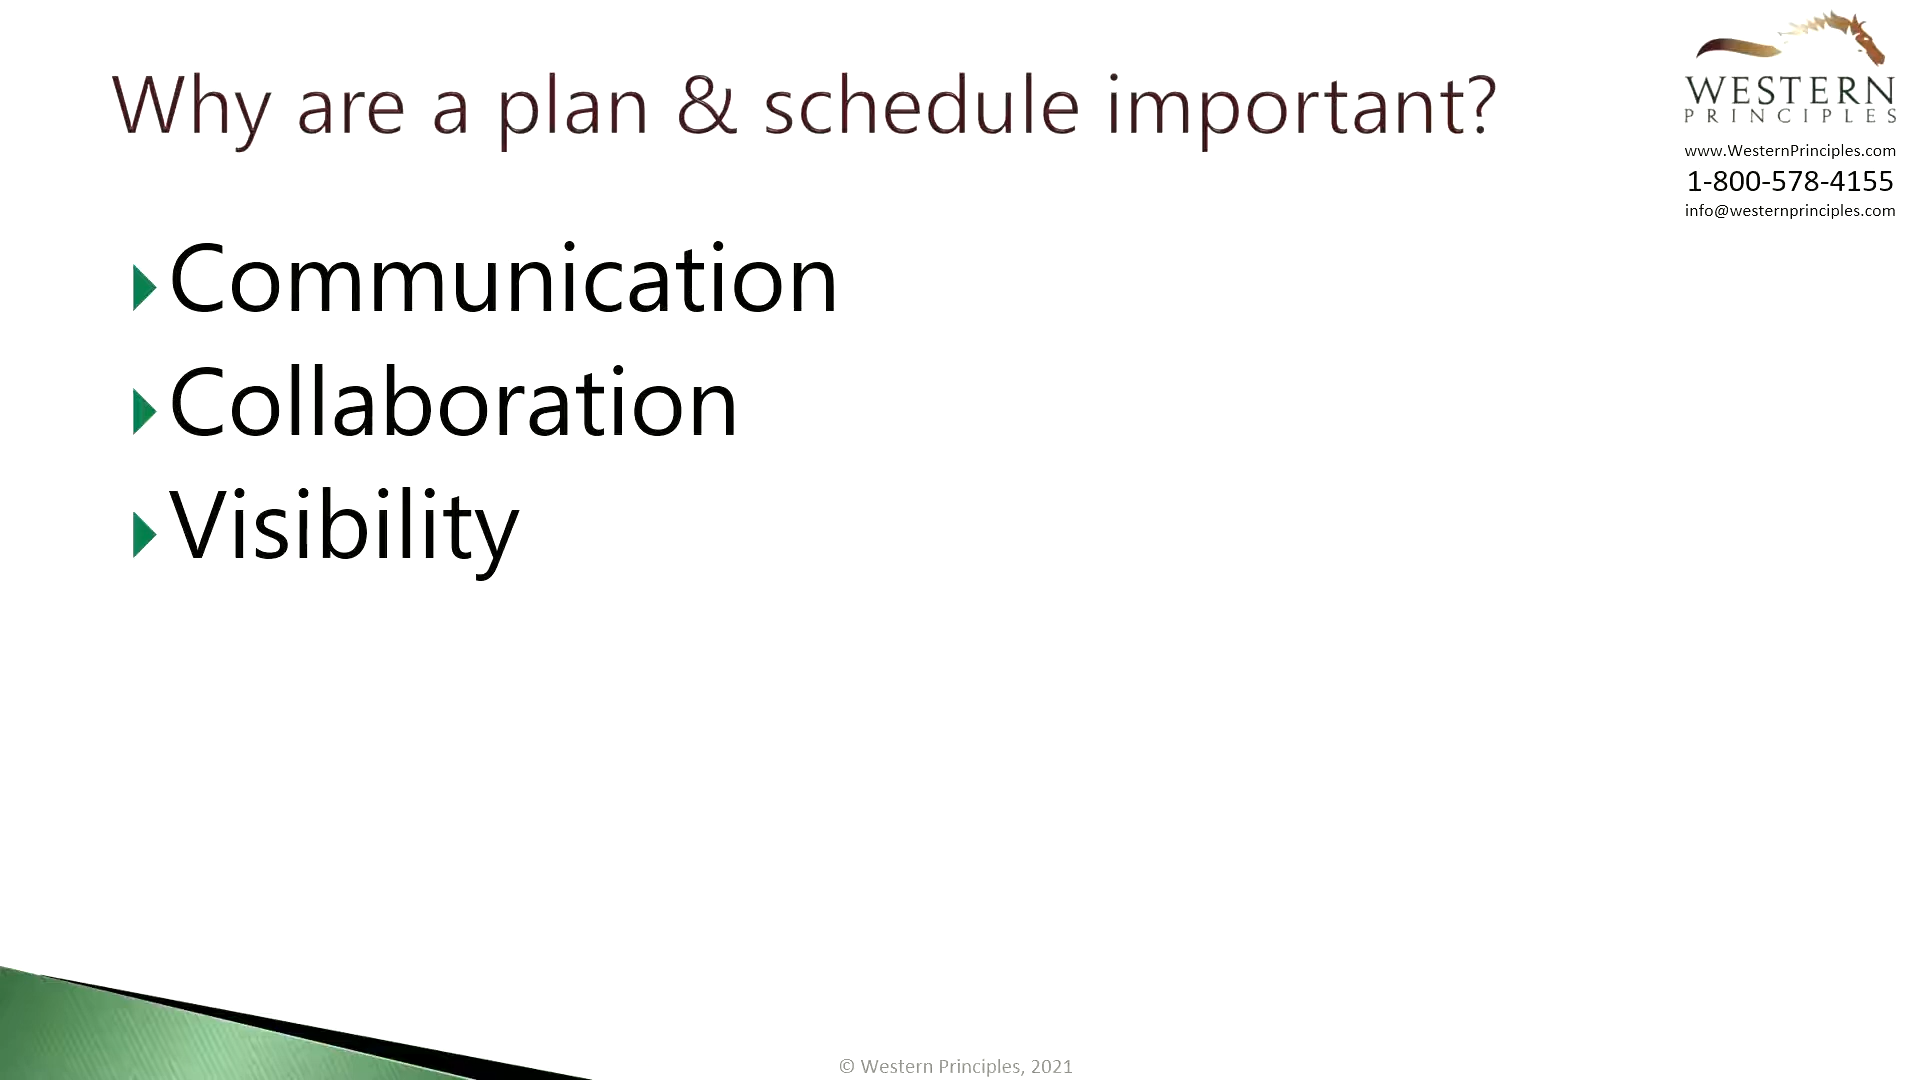 Why are a plan & schedule important?
WESTERN
PRINCIPLES
www.WesternPrinciples.com
1-800-578-4155
info@westernprinciples.com
Communication
Collaboration
Visibility
© Western Principles, 2021